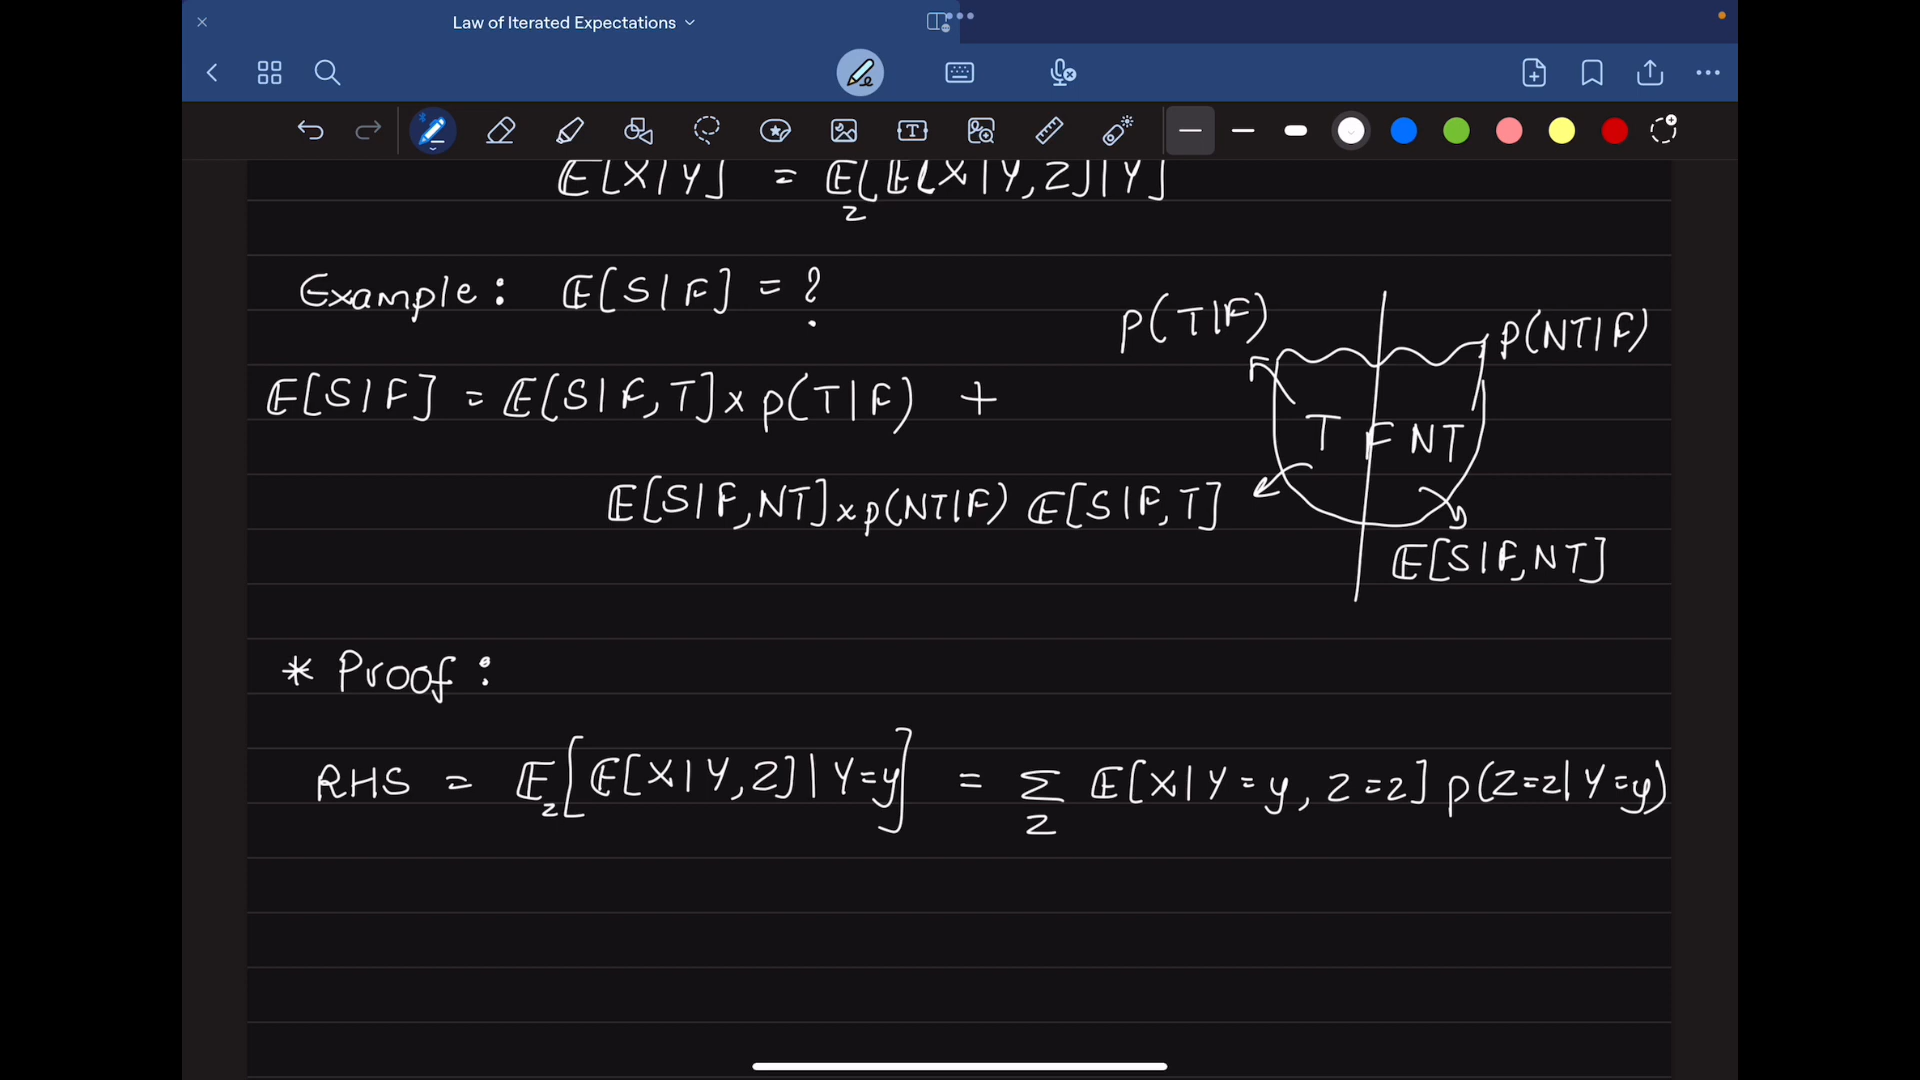 Law of Iterated Expectations
T
𝔼[X|Y] = 𝔼_z[𝔼[X|Y,Z]|Y]
Example: 𝔼[S|F] = ?
p(T|F)
p(NT|F)
𝔼[S|F] = 𝔼[S|F,T] x p(T|F) +
T F NT
𝔼[S|F,NT] x p(NT|F) 𝔼[S|F,T]
𝔼[S|F,NT]
* Proof:
RHS = 𝔼_z[𝔼[X|Y,Z]|Y=y] = Σ_z 𝔼[X|Y=y, Z=z] p(Z=z|Y=y)